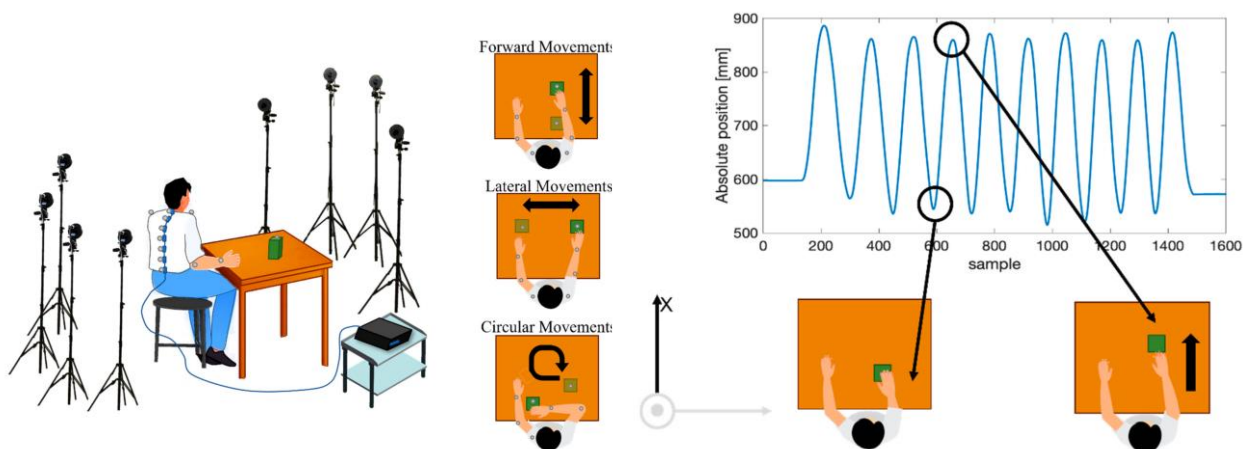 Forward Movements
Lateral Movements
Circular Movements
X
Absolute position [mm]
900
800
700
600
500
0
200
400
600
800
1000
1200
1400
1600
sample